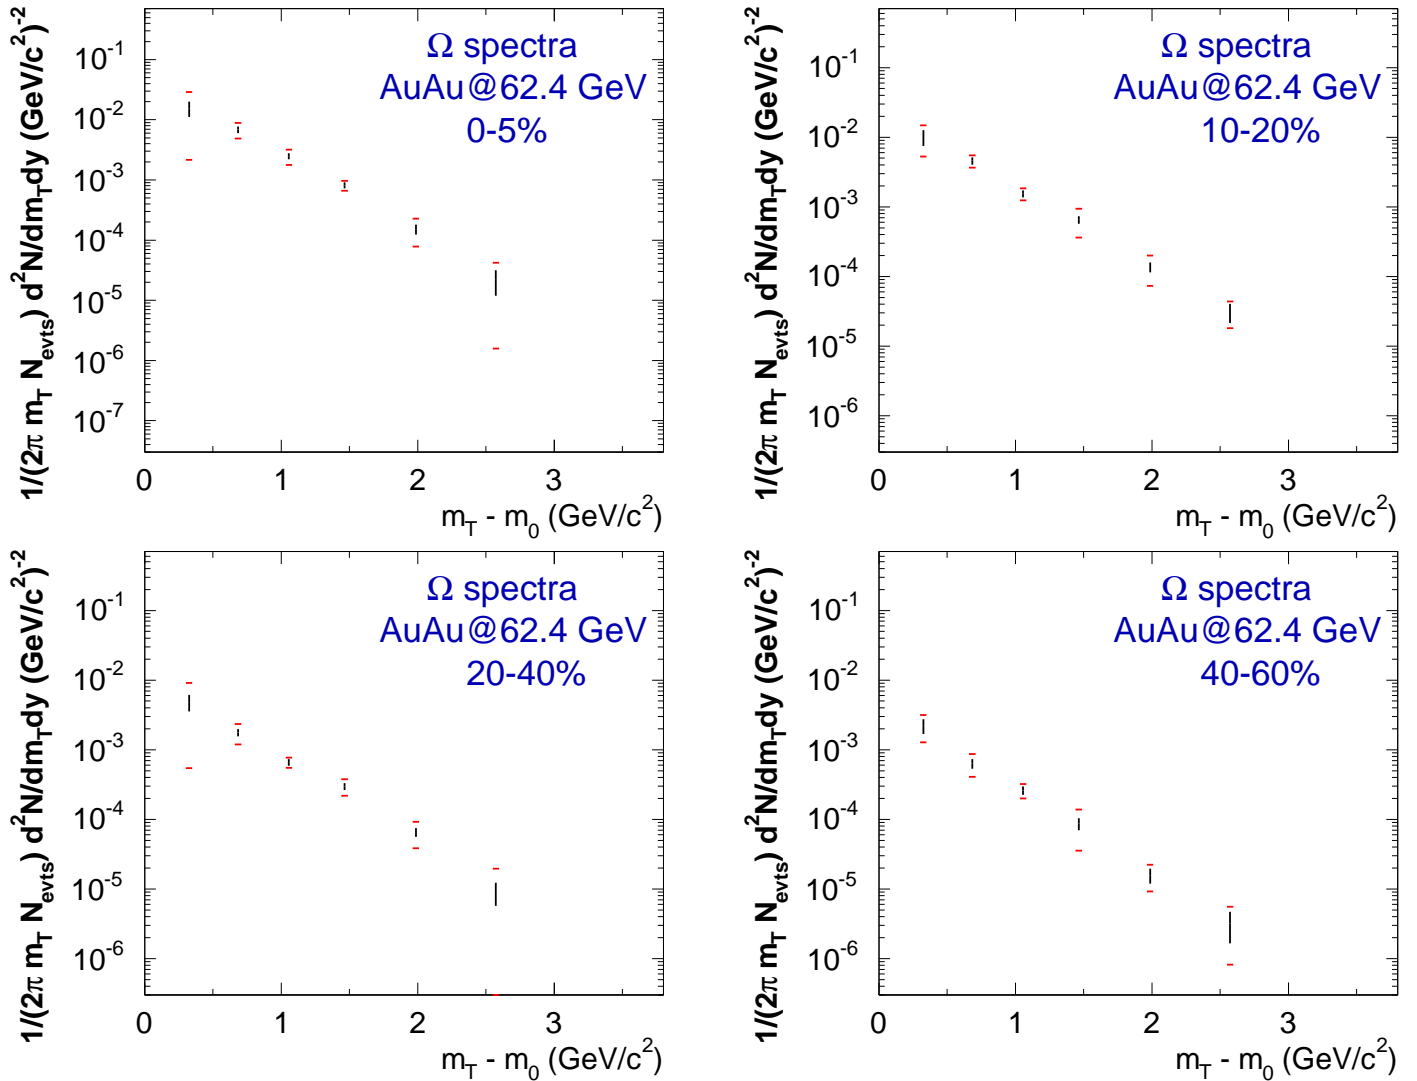 1/(2π m_T N_evts) d^2N/dm_Tdy (GeV/c^2)^-2
Ω spectra
AuAu@62.4 GeV
0-5%
10^-1
10^-2
10^-3
10^-4
10^-5
10^-6
10^-7
0 1 2 3
m_T - m_0 (GeV/c^2)
1/(2π m_T N_evts) d^2N/dm_Tdy (GeV/c^2)^-2
Ω spectra
AuAu@62.4 GeV
10-20%
10^-1
10^-2
10^-3
10^-4
10^-5
10^-6
0 1 2 3
m_T - m_0 (GeV/c^2)
1/(2π m_T N_evts) d^2N/dm_Tdy (GeV/c^2)^-2
Ω spectra
AuAu@62.4 GeV
20-40%
10^-1
10^-2
10^-3
10^-4
10^-5
10^-6
0 1 2 3
m_T - m_0 (GeV/c^2)
1/(2π m_T N_evts) d^2N/dm_Tdy (GeV/c^2)^-2
Ω spectra
AuAu@62.4 GeV
40-60%
10^-1
10^-2
10^-3
10^-4
10^-5
10^-6
0 1 2 3
m_T - m_0 (GeV/c^2)